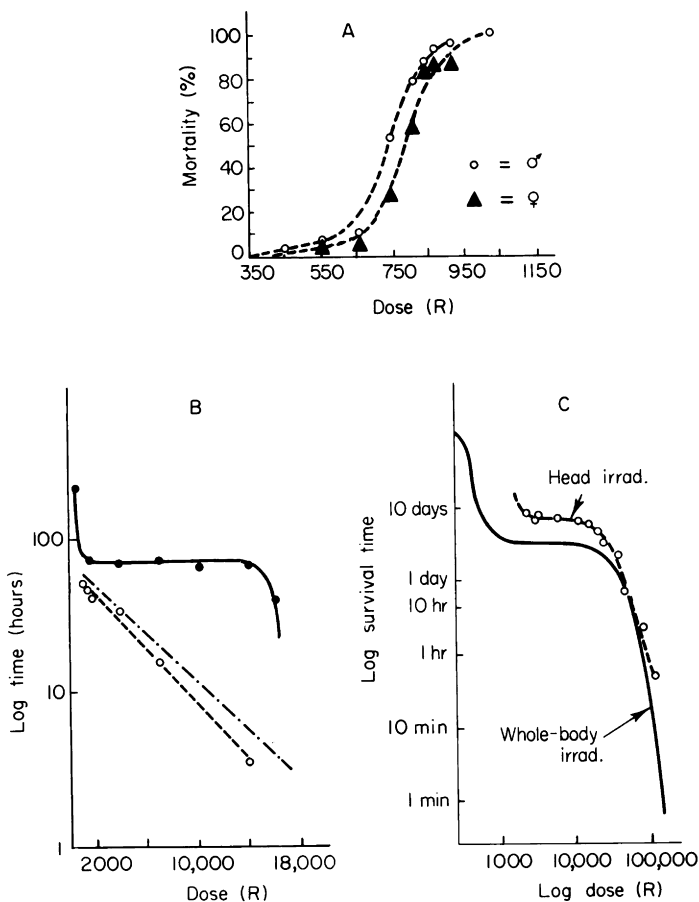 A
Mortality (%)
100
80
60
40
20
0
350 550 750 950 1150
Dose (R)
○ = ♂
▲ = ♀
B
Log time (hours)
100
10
1
2000 10,000 18,000
Dose (R)
C
Log survival time
10 days
1 day
10 hr
1 hr
10 min
1 min
Head irrad.
Whole-body
irrad.
1000 10,000 100,000
Log dose (R)